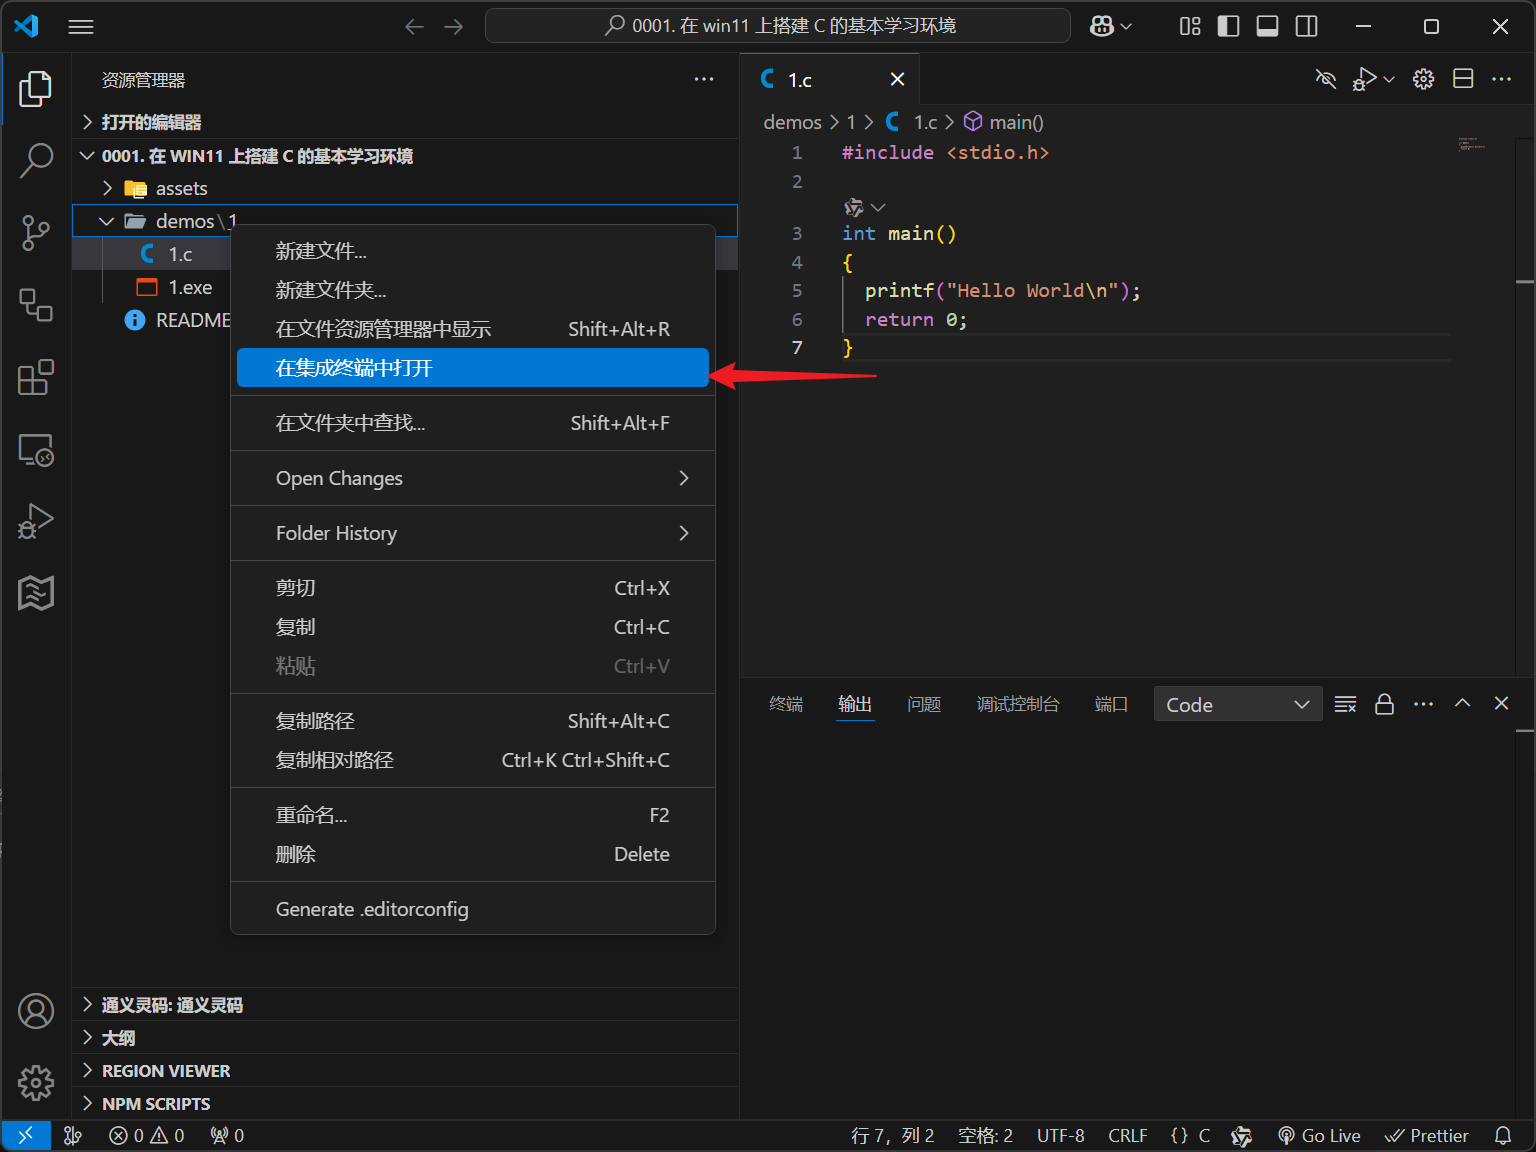 0001. 在 win11 上搭建 C 的基本学习环境
资源管理器
打开的编辑器
0001. 在 WIN11 上搭建 C 的基本学习环境
assets
demos\1
1.c
1.exe
README
新建文件...
新建文件夹...
在文件资源管理器中显示 Shift+Alt+R
在集成终端中打开
在文件夹中查找... Shift+Alt+F
Open Changes
Folder History
剪切 Ctrl+X
复制 Ctrl+C
粘贴 Ctrl+V
复制路径 Shift+Alt+C
复制相对路径 Ctrl+K Ctrl+Shift+C
重命名... F2
删除 Delete
Generate .editorconfig
通义灵码: 通义灵码
大纲
REGION VIEWER
NPM SCRIPTS
1.c
demos > 1 > 1.c > main()
1 #include <stdio.h>
2
3 int main()
4 {
5 printf("Hello World\n");
6 return 0;
7 }
终端 输出 问题 调试控制台 端口 Code
0 0 0 行 7，列 2 空格: 2 UTF-8 CRLF {} C Go Live Prettier